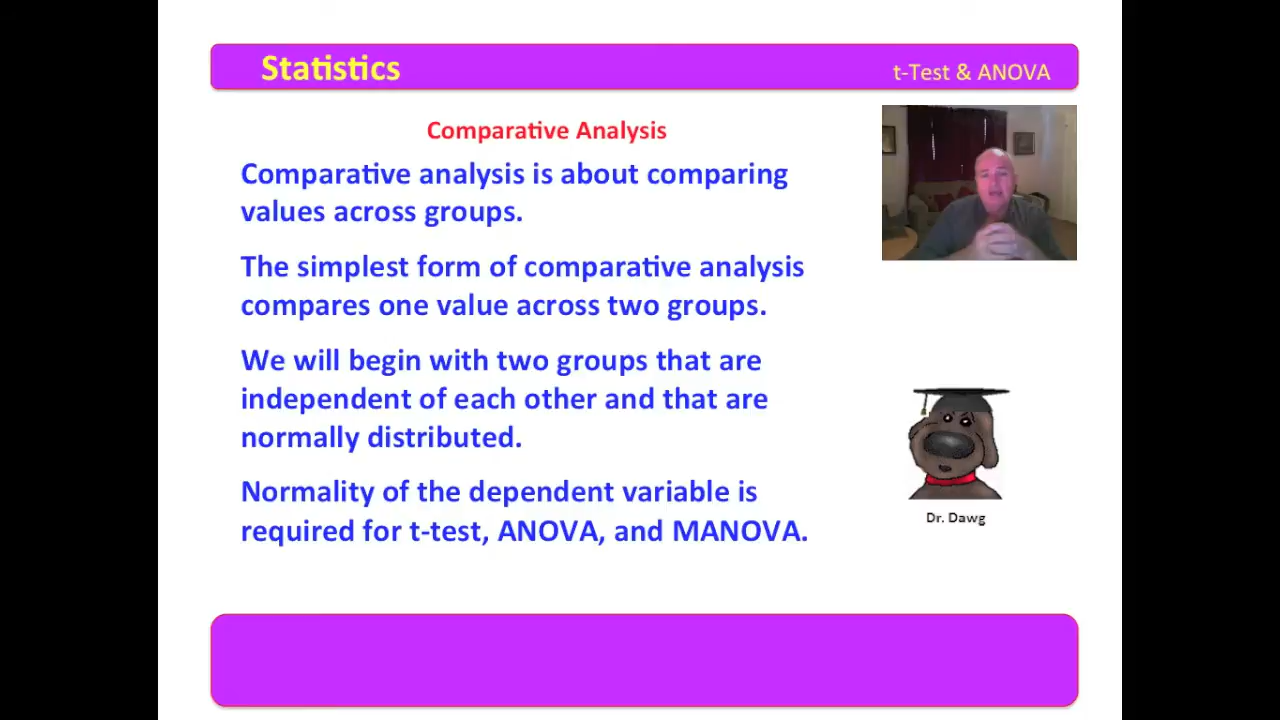 Statistics
t-Test & ANOVA
Comparative Analysis
Comparative analysis is about comparing
values across groups.
The simplest form of comparative analysis
compares one value across two groups.
We will begin with two groups that are
independent of each other and that are
normally distributed.
Normality of the dependent variable is
required for t-test, ANOVA, and MANOVA.
Dr. Dawg